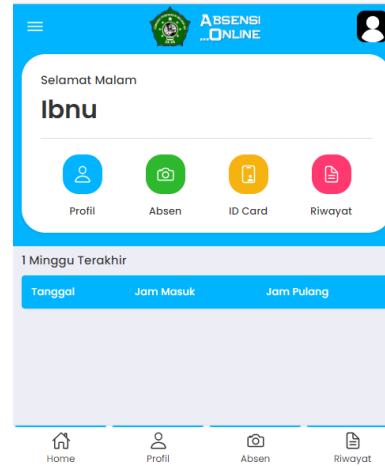 ABSENSI
...ONLINE
Selamat Malam
Ibnu
Profil Absen ID Card Riwayat
1 Minggu Terakhir
Tanggal Jam Masuk Jam Pulang
Home Profil Absen Riwayat